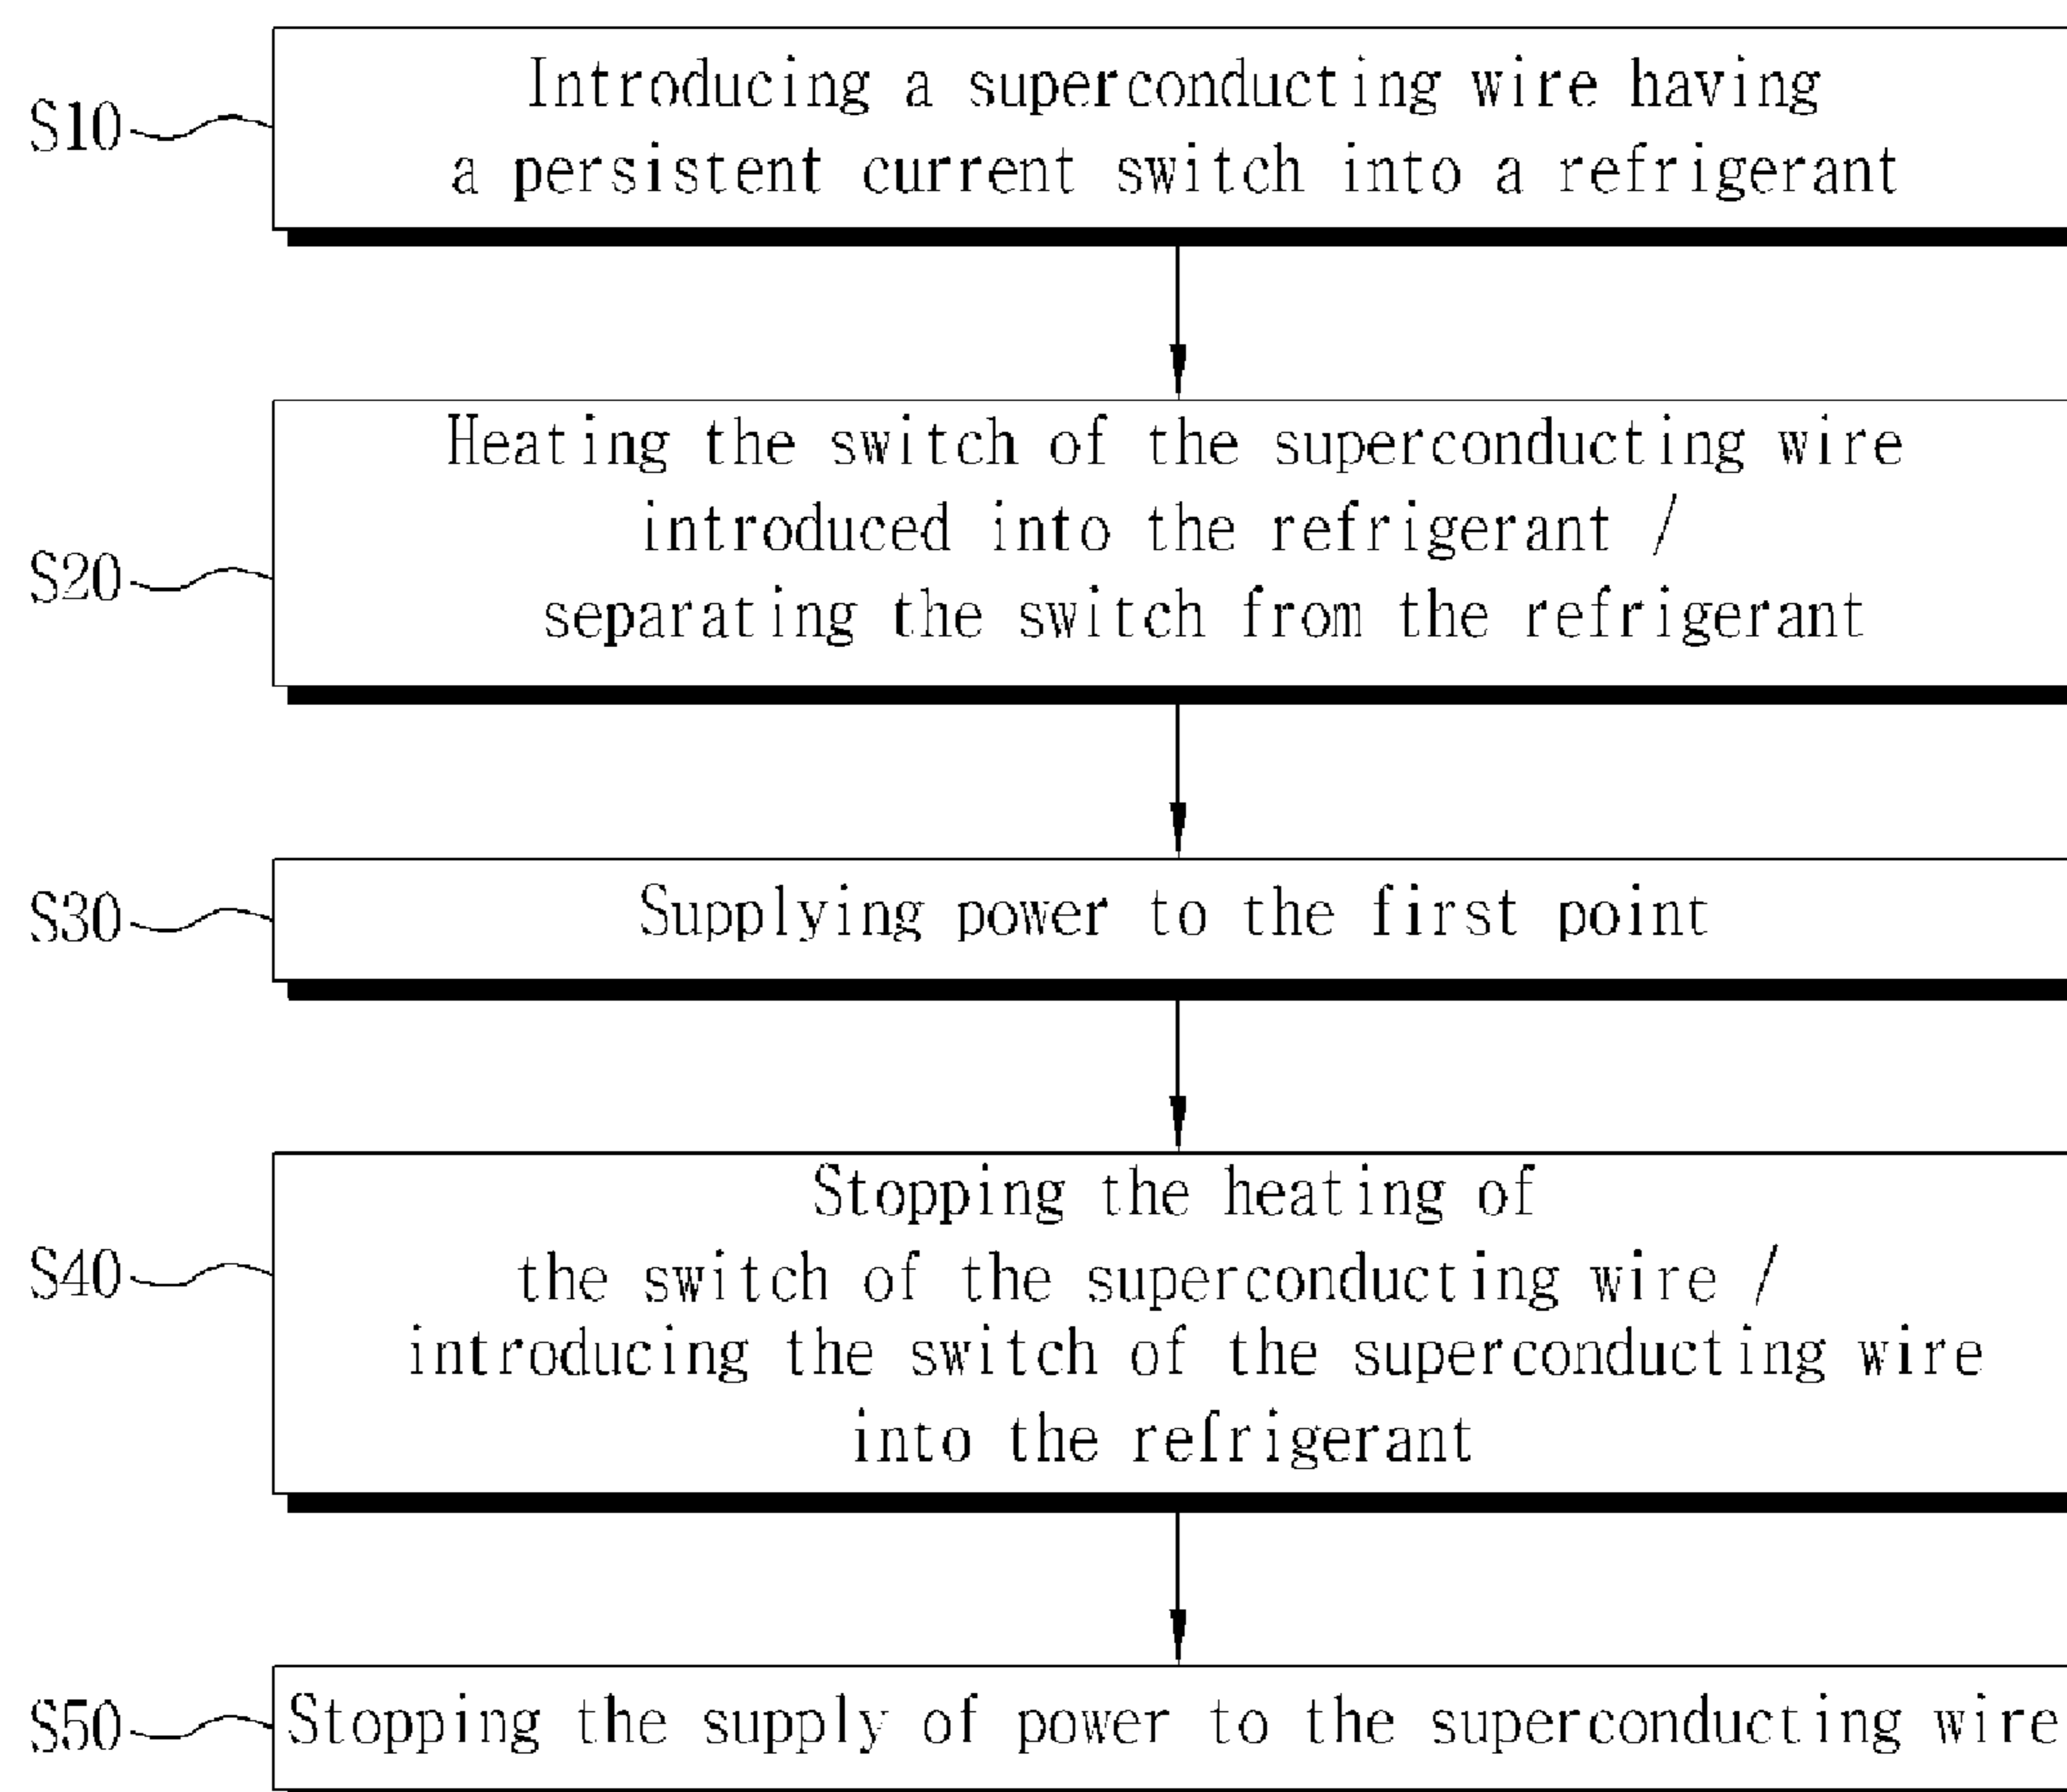 S10
Introducing a superconducting wire having
a persistent current switch into a refrigerant
S20
Heating the switch of the superconducting wire
introduced into the refrigerant /
separating the switch from the refrigerant
S30
Supplying power to the first point
S40
Stopping the heating of
the switch of the superconducting wire /
introducing the switch of the superconducting wire
into the refrigerant
S50
Stopping the supply of power to the superconducting wire